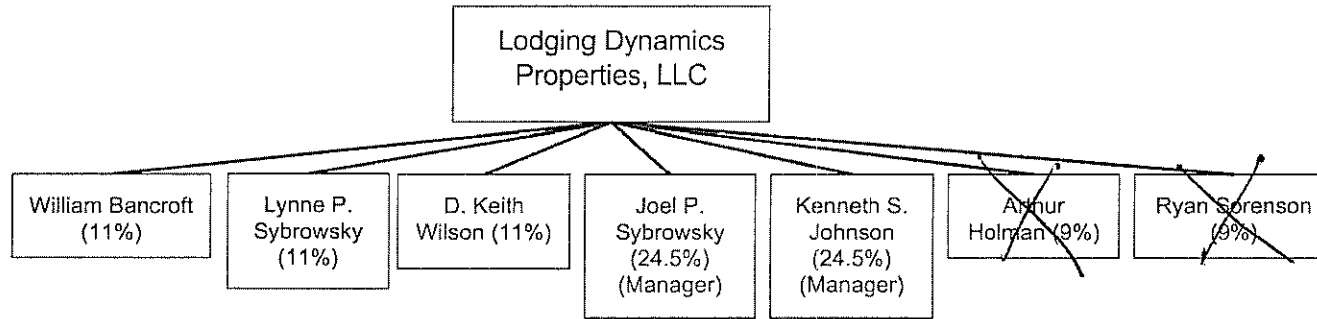 Lodging Dynamics
Properties, LLC
William Bancroft
(11%)
Lynne P.
Sybrowsky
(11%)
D. Keith
Wilson (11%)
Joel P.
Sybrowsky
(24.5%)
(Manager)
Kenneth S.
Johnson
(24.5%)
(Manager)
Arthur
Holman (9%)
Ryan Sorenson
(9%)